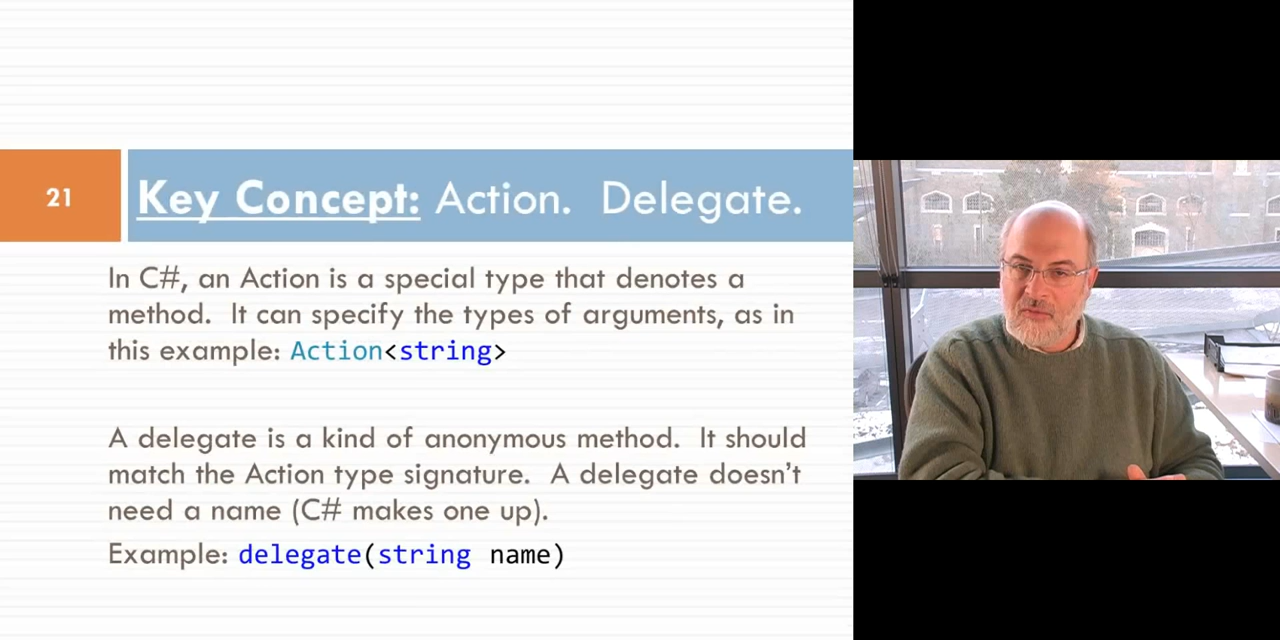 21
Key Concept: Action. Delegate.
In C#, an Action is a special type that denotes a
method. It can specify the types of arguments, as in
this example: Action<string>
A delegate is a kind of anonymous method. It should
match the Action type signature. A delegate doesn't
need a name (C# makes one up).
Example: delegate(string name)